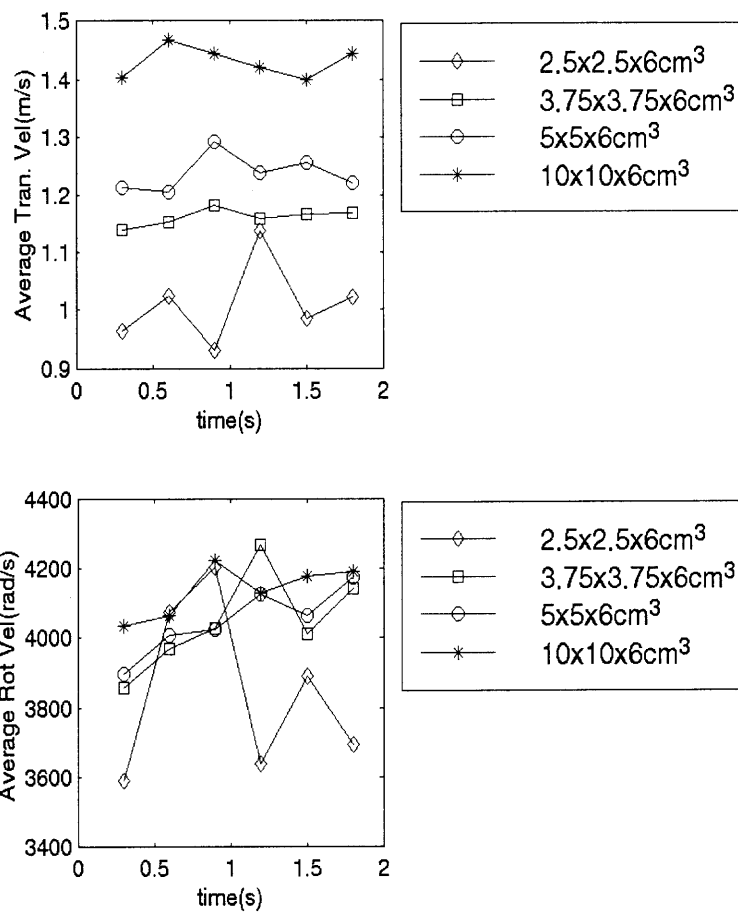 1.5
1.4
1.3
1.2
1.1
1
0.9
Average Tran. Vel(m/s)
0 0.5 1 1.5 2
time(s)
2.5x2.5x6cm³
3.75x3.75x6cm³
5x5x6cm³
10x10x6cm³
4400
4200
4000
3800
3600
3400
Average Rot Vel(rad/s)
0 0.5 1 1.5 2
time(s)
2.5x2.5x6cm³
3.75x3.75x6cm³
5x5x6cm³
10x10x6cm³